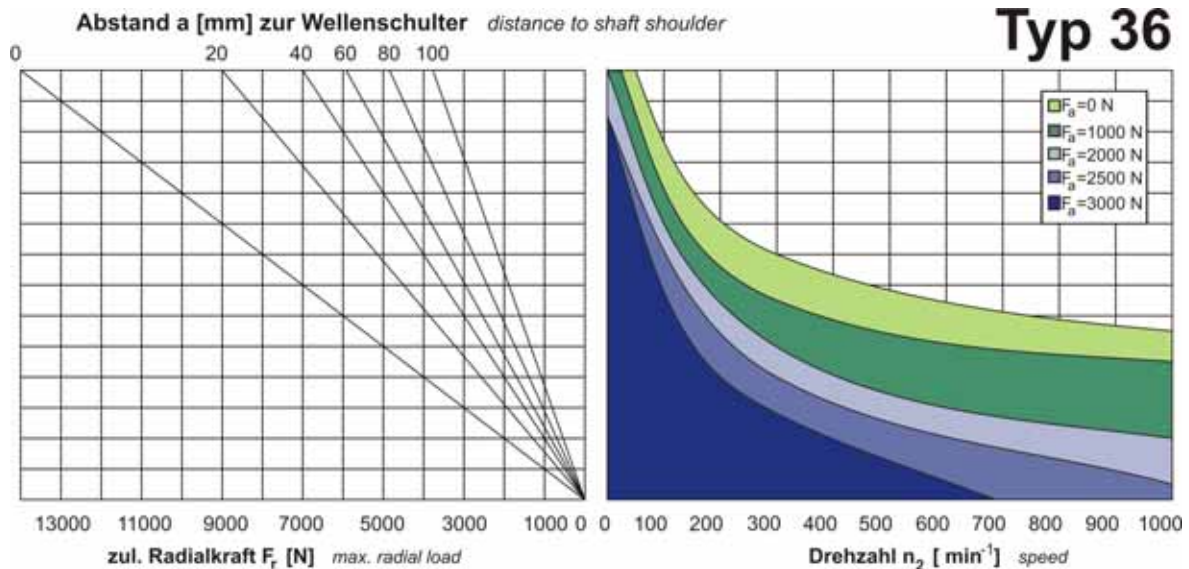 Abstand a [mm] zur Wellenschulter distance to shaft shoulder
Typ 36
0 20 40 60 80 100
Fa=0 N
Fa=1000 N
Fa=2000 N
Fa=2500 N
Fa=3000 N
13000 11000 9000 7000 5000 3000 1000 0
0 100 200 300 400 500 600 700 800 900 1000
zul. Radialkraft Fr [N] max. radial load
Drehzahl n2 [ min-1] speed